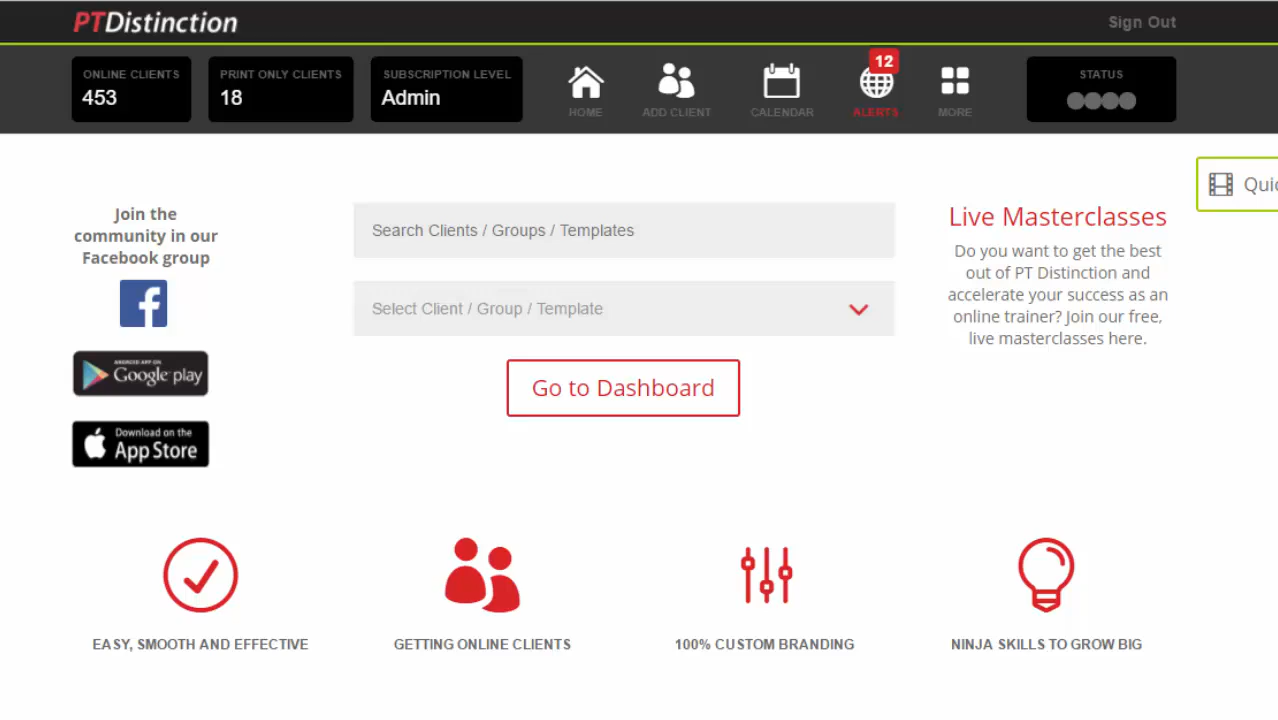 PTDistinction
Sign Out
ONLINE CLIENTS
453
PRINT ONLY CLIENTS
18
SUBSCRIPTION LEVEL
Admin
HOME
ADD CLIENT
CALENDAR
12
ALERTS
MORE
STATUS
Quic
Join the
community in our
Facebook group
f
ANDROID APP ON
Google play
Download on the
App Store
Search Clients / Groups / Templates
Select Client / Group / Template
Go to Dashboard
Live Masterclasses
Do you want to get the best
out of PT Distinction and
accelerate your success as an
online trainer? Join our free,
live masterclasses here.
EASY, SMOOTH AND EFFECTIVE
GETTING ONLINE CLIENTS
100% CUSTOM BRANDING
NINJA SKILLS TO GROW BIG